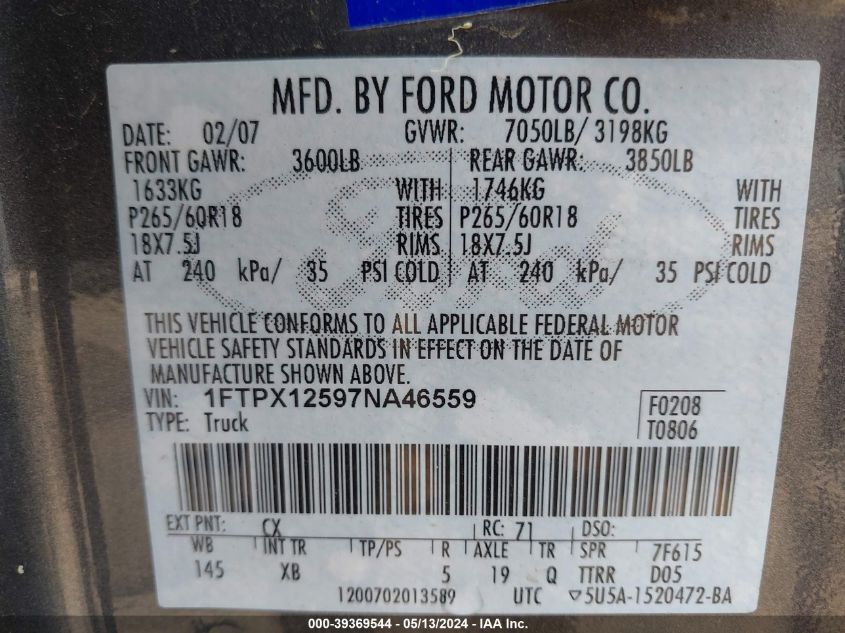 MFD. BY FORD MOTOR CO.
DATE: 02/07 GVWR: 7050LB/ 3198KG
FRONT GAWR: 3600LB REAR GAWR: 3850LB
1633KG WITH 1746KG WITH
P265/60R18 TIRES P265/60R18 TIRES
18X7.5J RIMS 18X7.5J RIMS
AT 240 kPa/ 35 PSI COLD AT 240 kPa/ 35 PSI COLD
THIS VEHICLE CONFORMS TO ALL APPLICABLE FEDERAL MOTOR
VEHICLE SAFETY STANDARDS IN EFFECT ON THE DATE OF
MANUFACTURE SHOWN ABOVE.
VIN: 1FTPX12597NA46559 F0208
TYPE: Truck T0806
EXT PNT: CX RC: 71 DSO:
WB INT TR TP/PS R AXLE TR SPR 7F615
145 XB 5 19 Q TTRR D05
1200702013589 UTC ▽5U5A-1520472-BA
000-39369544 - 05/13/2024 - IAA Inc.